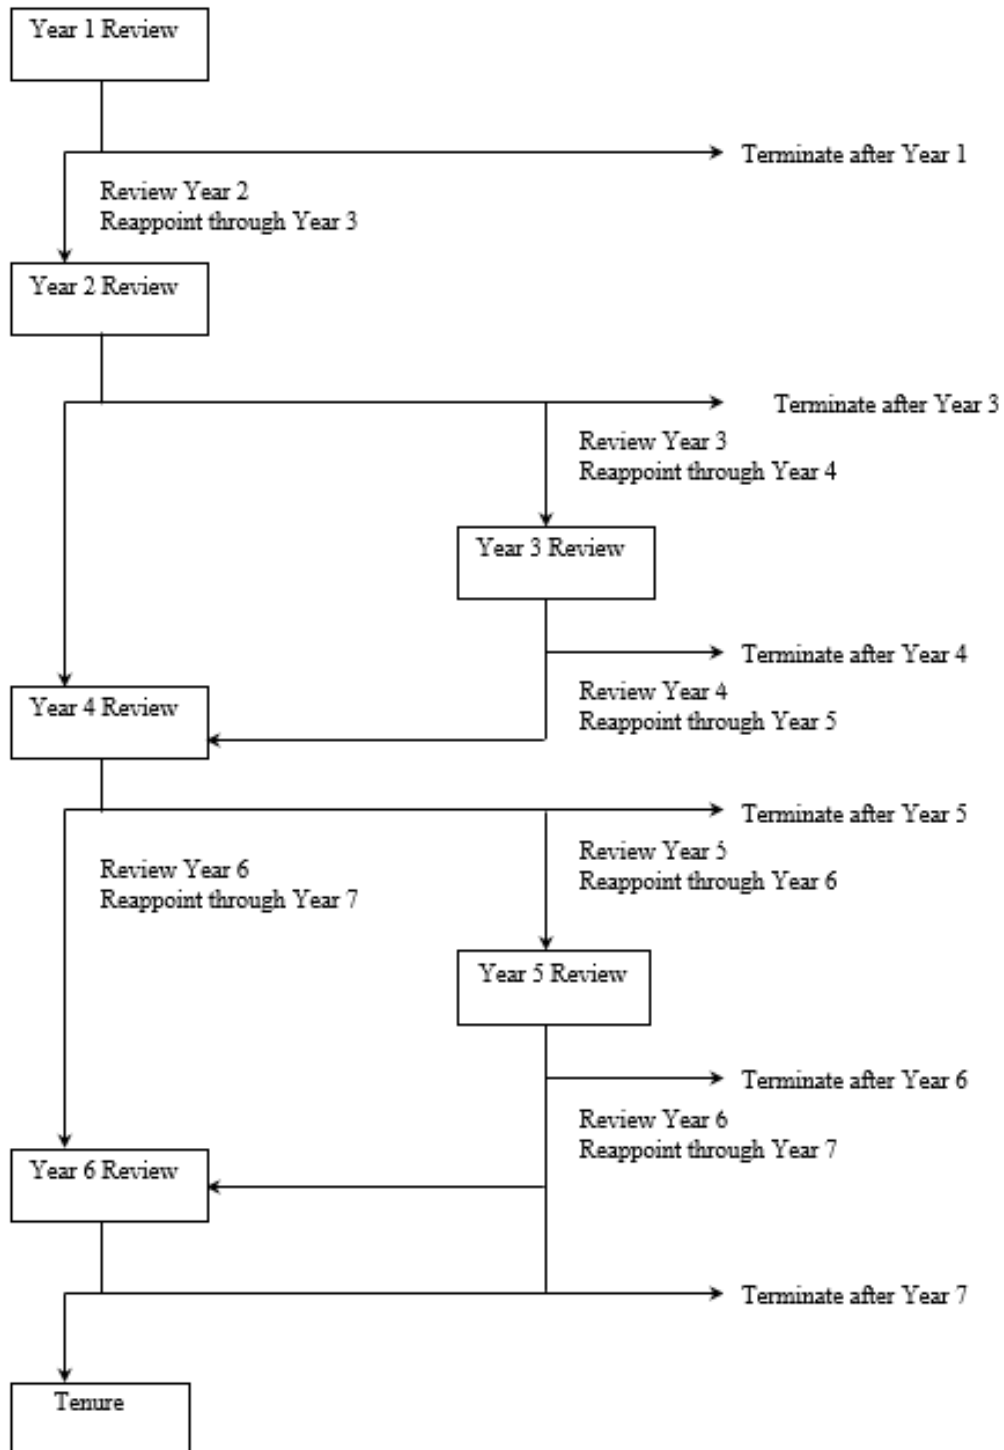 Year 1 Review
Terminate after Year 1
Review Year 2
Reappoint through Year 3
Year 2 Review
Terminate after Year 3
Review Year 3
Reappoint through Year 4
Year 3 Review
Terminate after Year 4
Review Year 4
Reappoint through Year 5
Year 4 Review
Terminate after Year 5
Review Year 5
Reappoint through Year 6
Review Year 6
Reappoint through Year 7
Year 5 Review
Terminate after Year 6
Review Year 6
Reappoint through Year 7
Year 6 Review
Terminate after Year 7
Tenure